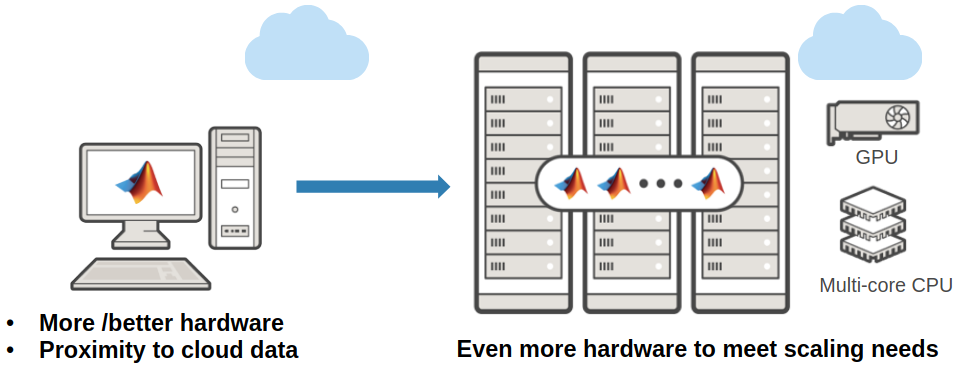 GPU
Multi-core CPU
• More /better hardware
• Proximity to cloud data
Even more hardware to meet scaling needs